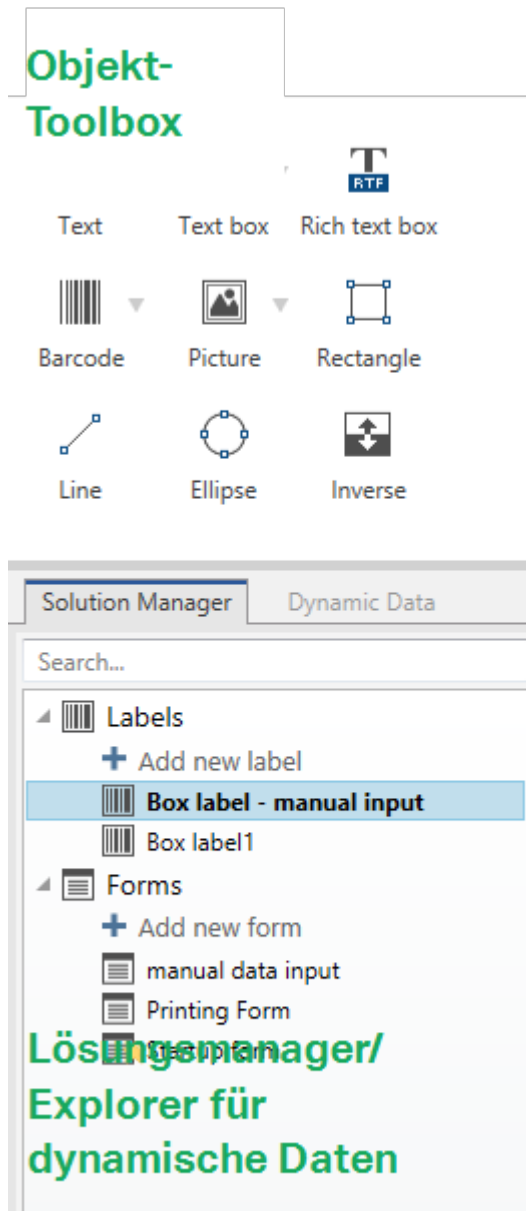 Objekt-
Toolbox
RTF
Text Text box Rich text box
Barcode Picture Rectangle
Line Ellipse Inverse
Solution Manager Dynamic Data
Search...
Labels
Add new label
Box label - manual input
Box label1
Forms
Add new form
manual data input
Printing Form
Startup form
Lösungsmanager/
Explorer für
dynamische Daten